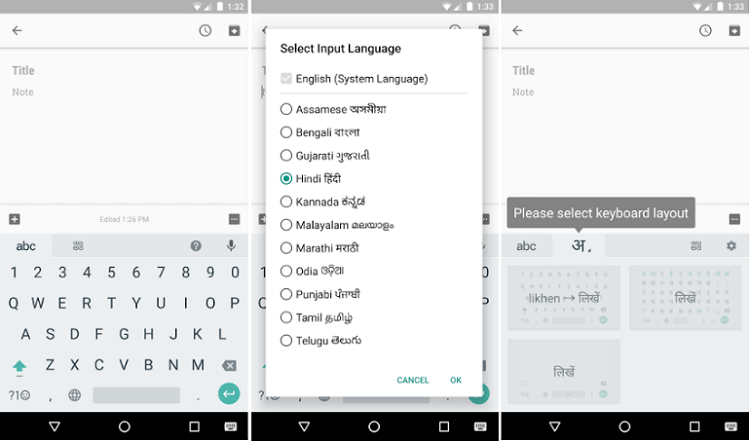 1:32
Title
Note
Edited 1:26 PM
abc
1 2 3 4 5 6 7 8 9 0
Q W E R T Y U I O P
A S D F G H J K L
Z X C V B N M
?1☺ , .
1:33
Select Input Language
English (System Language)
Assamese অসমীয়া
Bengali বাংলা
Gujarati ગુજરાતી
Hindi हिंदी
Kannada ಕನ್ನಡ
Malayalam മലയാളം
Marathi मराठी
Odia ଓଡ଼ିଆ
Punjabi ਪੰਜਾਬੀ
Tamil தமிழ்
Telugu తెలుగు
CANCEL OK
1:33
Title
Note
Please select keyboard layout
abc अ
likhen → लिखें
लिखें
लिखें